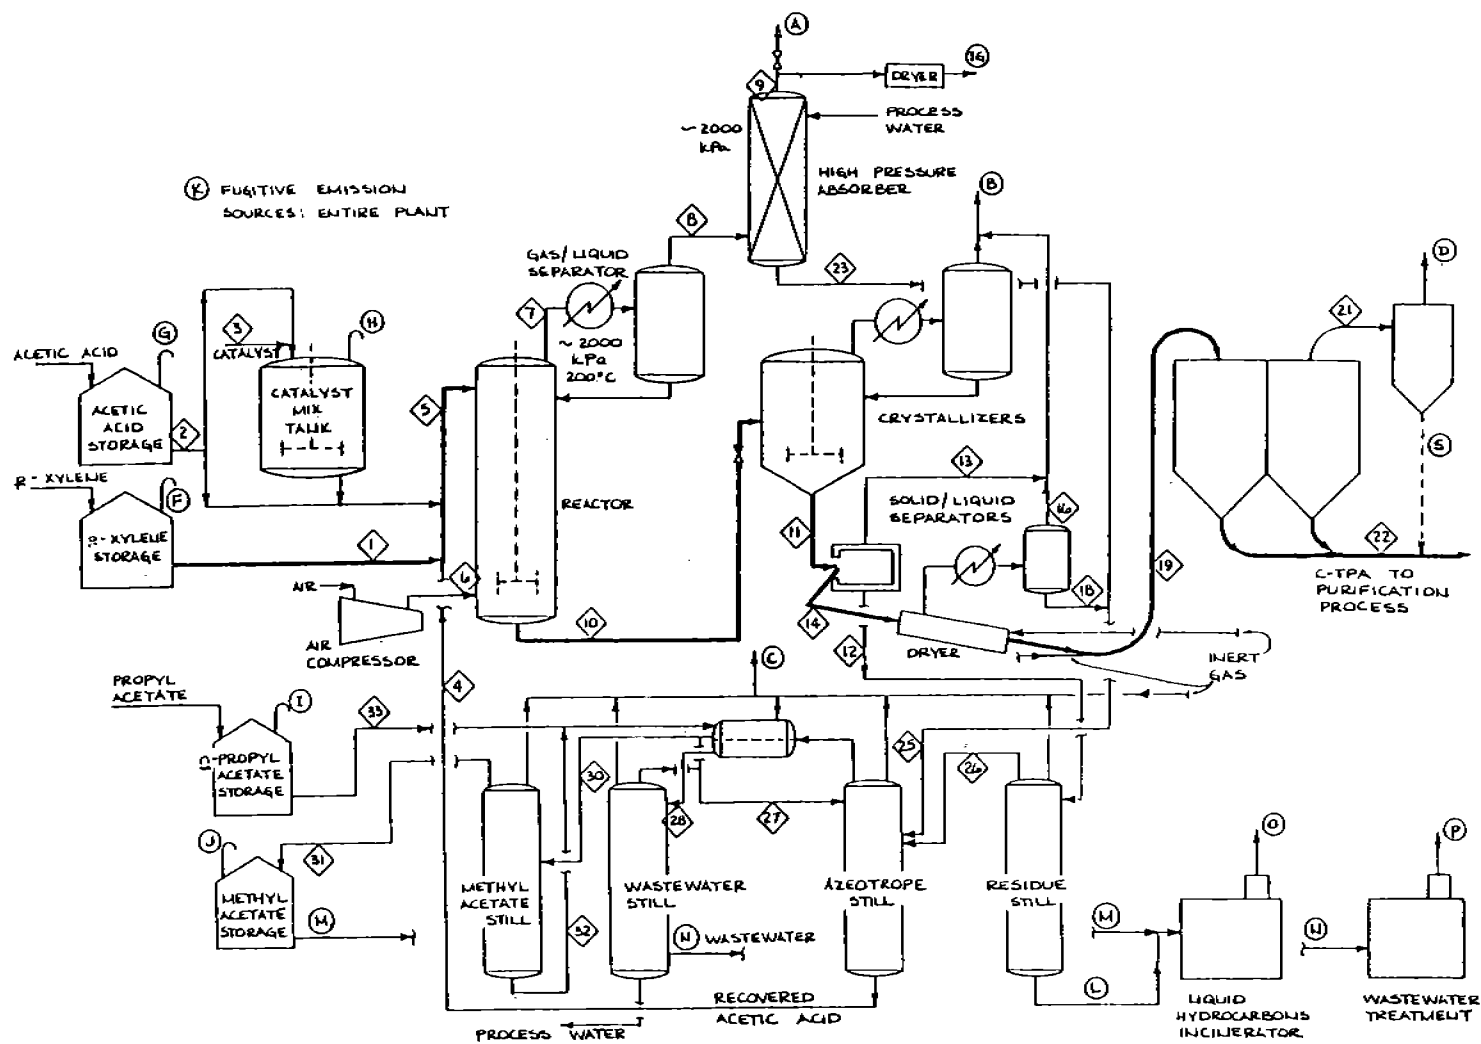 A
9
DRYER
IG
PROCESS
WATER
~ 2000
kPa
HIGH PRESSURE
ABSORBER
K FUGITIVE EMISSION
SOURCES: ENTIRE PLANT
8
B
GAS/LIQUID
SEPARATOR
23
D
7
21
G
3
CATALYST
H
~ 2000
kPa
200°C
ACETIC ACID
CATALYST
MIX
TANK
5
ACETIC
ACID
STORAGE
2
CRYSTALLIZERS
S
P-XYLENE
F
13
REACTOR
SOLID/LIQUID
SEPARATORS
16
P-XYLENE
STORAGE
1
11
22
AIR
6
19
C-TPA TO
PURIFICATION
PROCESS
18
AIR
COMPRESSOR
10
14
12
DRYER
INERT
GAS
PROPYL
ACETATE
I
4
C
33
n-PROPYL
ACETATE
STORAGE
30
25
26
28
27
J
31
O
P
METHYL
ACETATE
STORAGE
M
METHYL
ACETATE
STILL
32
WASTEWATER
STILL
AZEOTROPE
STILL
RESIDUE
STILL
M
N WASTEWATER
N
L
RECOVERED
ACETIC ACID
PROCESS WATER
LIQUID
HYDROCARBONS
INCINERATOR
WASTEWATER
TREATMENT